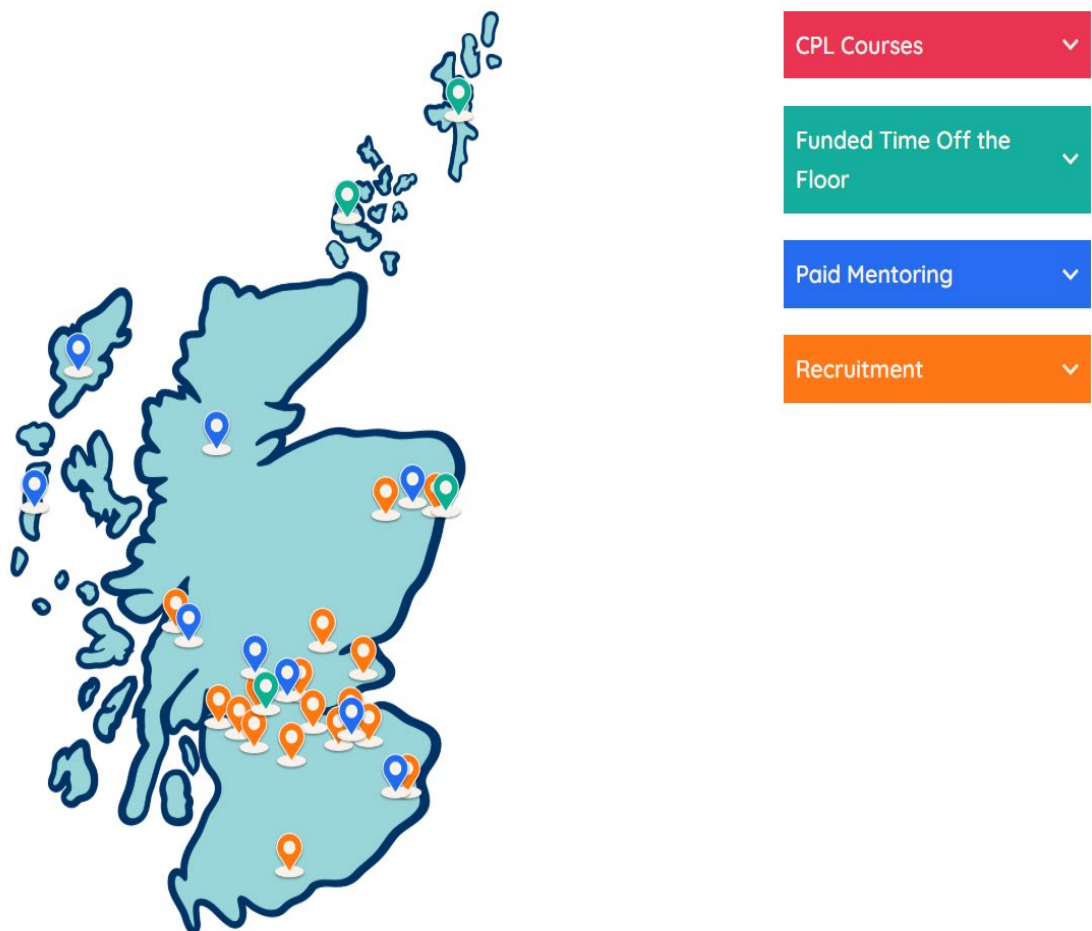 CPL Courses
Funded Time Off the
Floor
Paid Mentoring
Recruitment